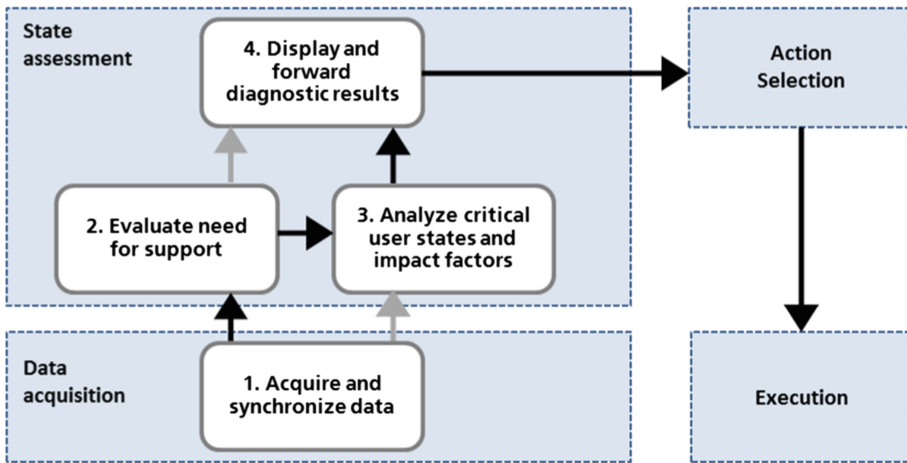 State
assessment
4. Display and
forward
diagnostic results
Action
Selection
2. Evaluate need
for support
3. Analyze critical
user states and
impact factors
Data
acquisition
1. Acquire and
synchronize data
Execution